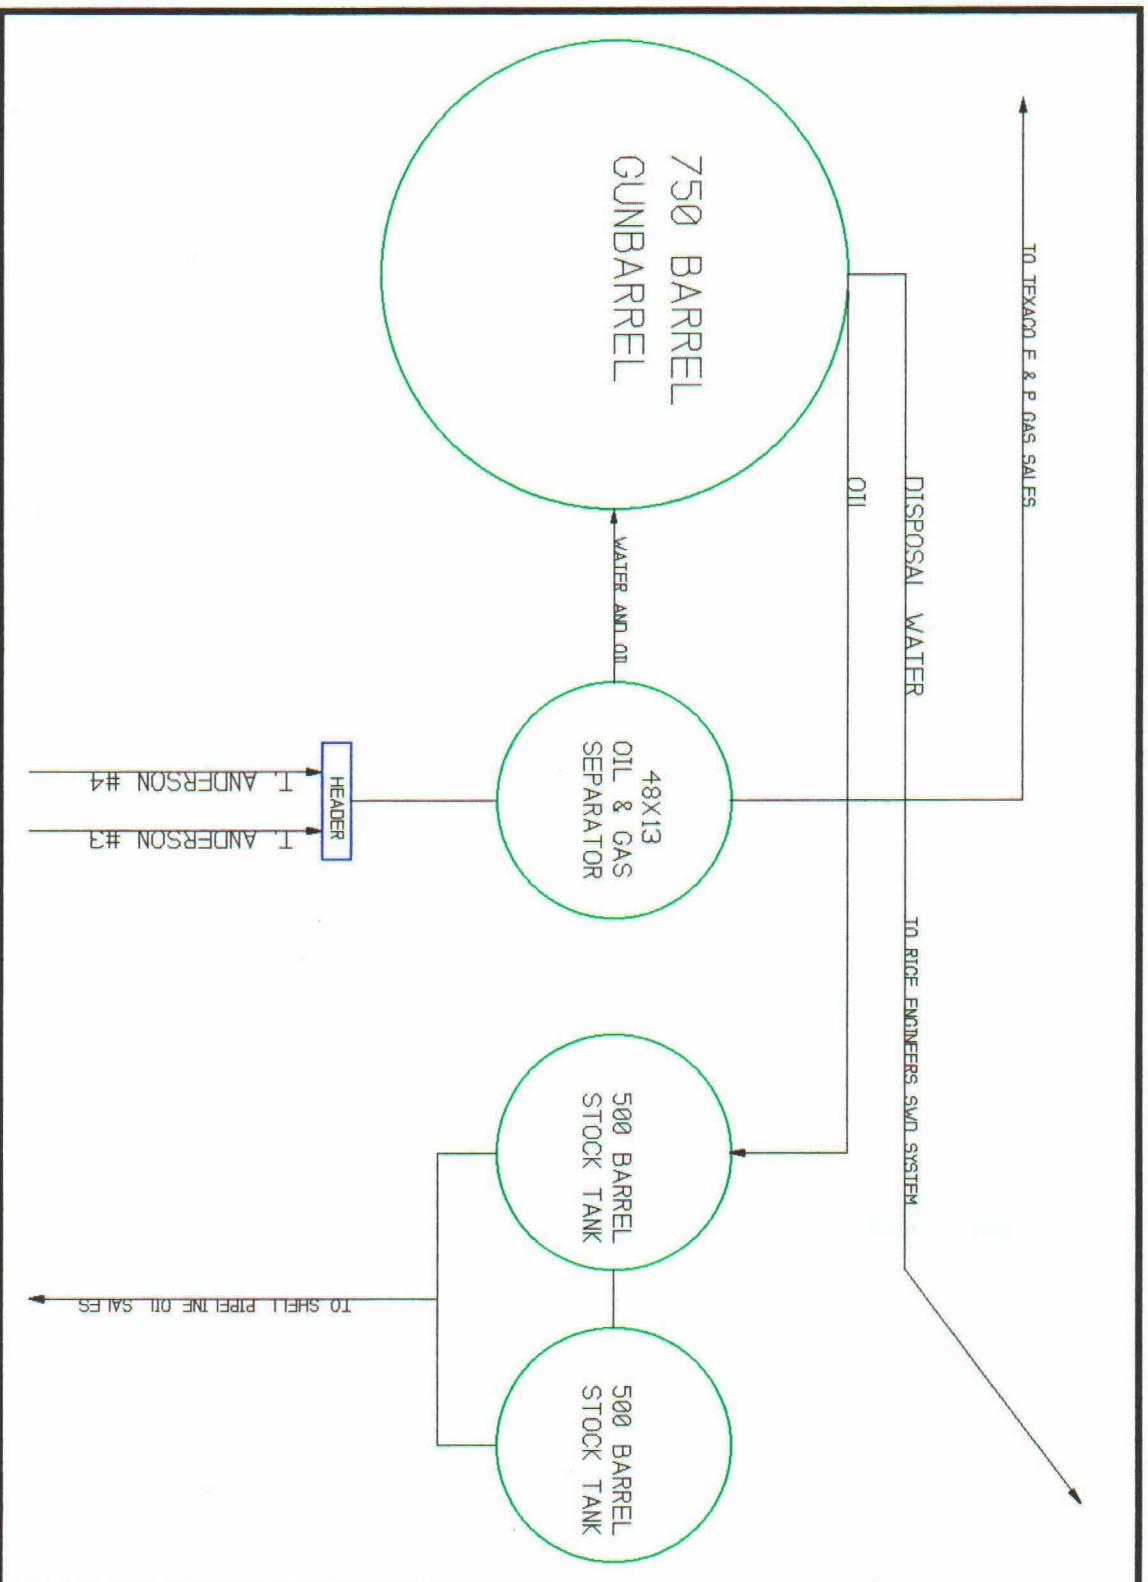 TO TEXACO E & P GAS SALES
DISPOSAL WATER
TO RICE ENGINEERS SWD SYSTEM
OIL
750 BARREL
GUNBARREL
WATER AND OIL
48X13
OIL & GAS
SEPARATOR
500 BARREL
STOCK TANK
500 BARREL
STOCK TANK
HEADER
T. ANDERSON #4
T. ANDERSON #3
TO SHELL PIPELINE OIL SALES